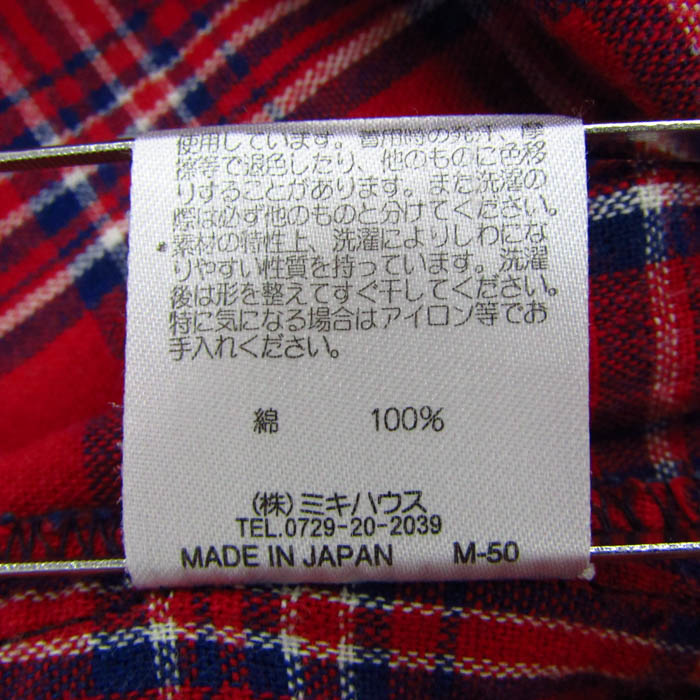 使用しています。着用時の発汗、摩
擦等で退色したり、他のものに色移
りすることがあります。また洗濯の
際は必ず他のものと分けてください。
・素材の特性上、洗濯によりしわにな
りやすい性質を持っています。洗濯
後は形を整えてすぐ干してください。
特に気になる場合はアイロン等でお
手入れください。
綿 100%
(株)ミキハウス
TEL.0729-20-2039
MADE IN JAPAN M-50